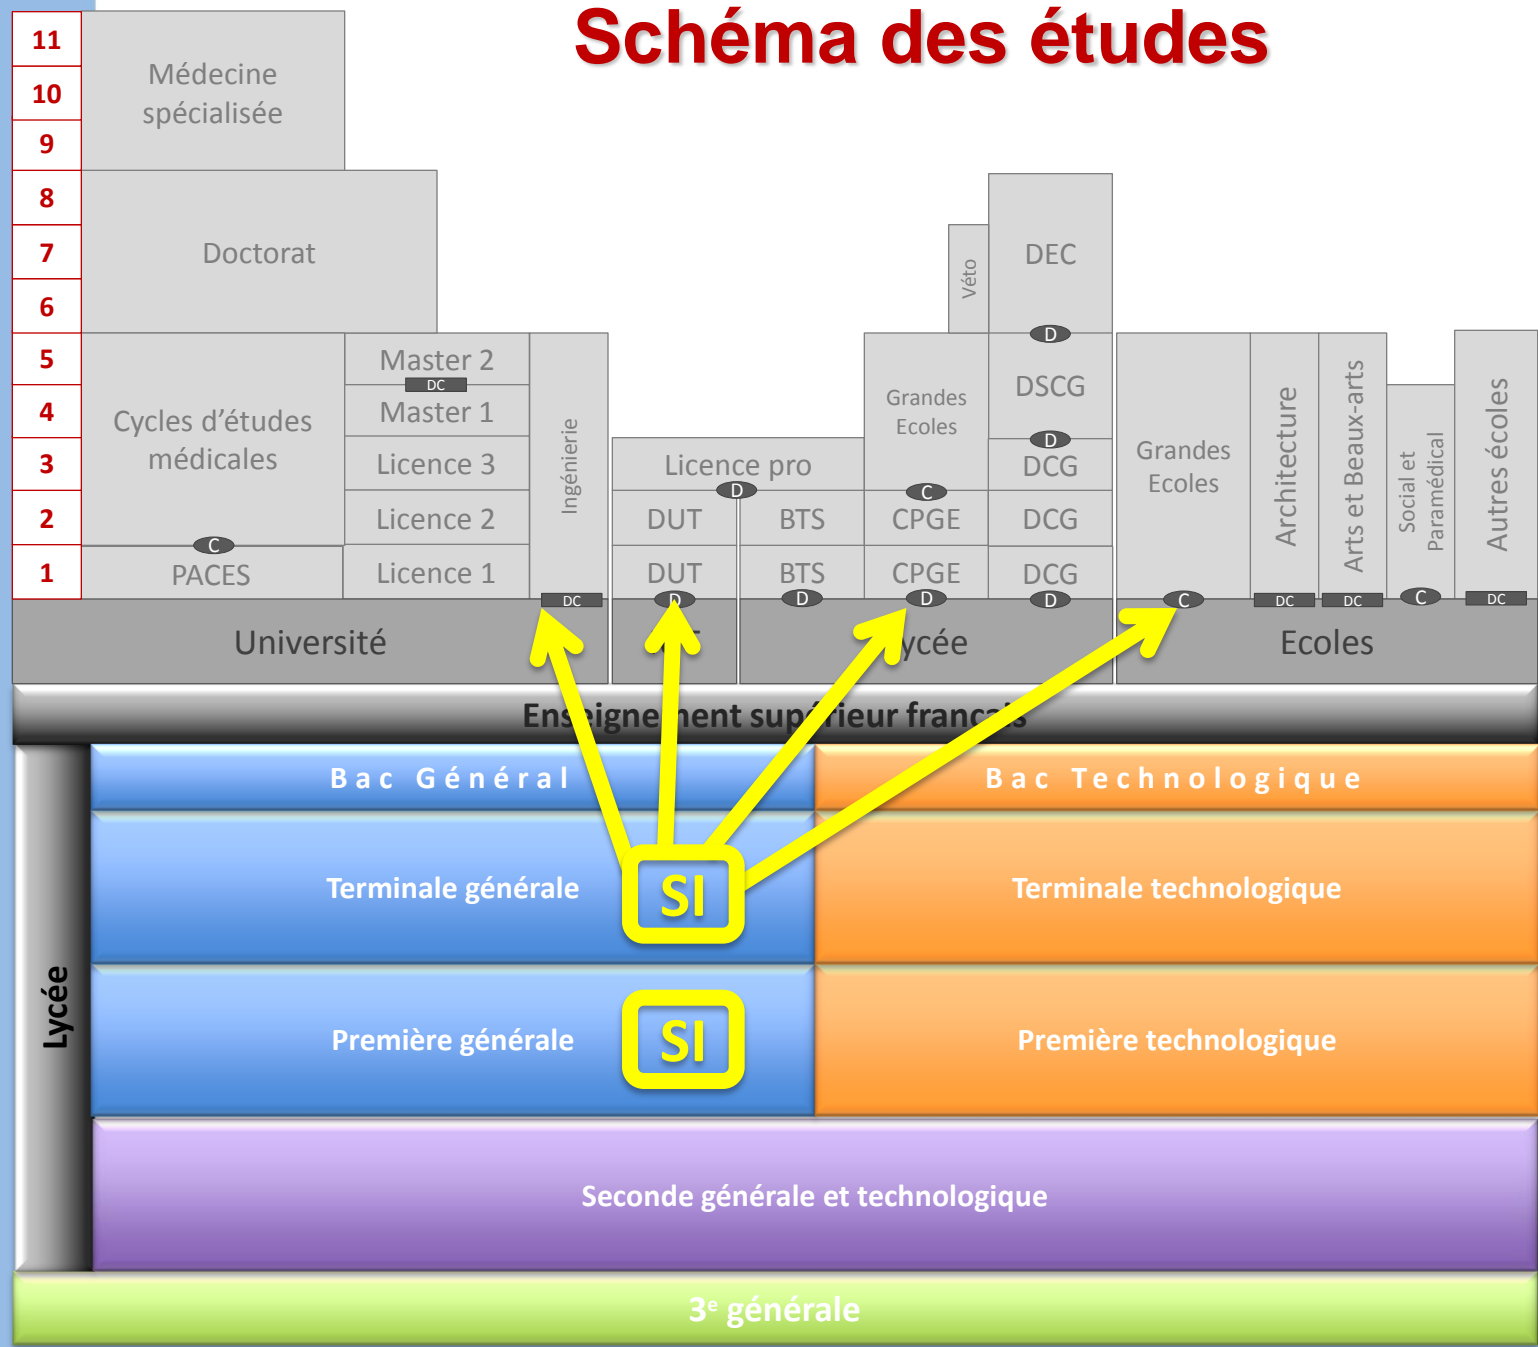 Schéma des études
11
10
9
8
7
6
5
4
3
2
1
Médecine
spécialisée
Doctorat
Cycles d'études
médicales
C
PACES
Master 2
DC
Master 1
Licence 3
Licence 2
Licence 1
Ingénierie
DC
Licence pro
D
DUT
BTS
DUT
BTS
D
D
Grandes
Ecoles
C
CPGE
CPGE
D
Véto
DEC
D
DSCG
D
DCG
DCG
DCG
D
Grandes
Ecoles
C
Architecture
DC
Arts et Beaux-arts
DC
Social et
Paramédical
C
Autres écoles
DC
Université
Ecoles
Enseignement supérieur français
Lycée
Bac Général
Bac Technologique
Terminale générale
SI
Terminale technologique
Première générale
SI
Première technologique
Seconde générale et technologique
3e générale